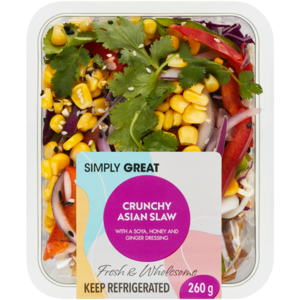 SIMPLY GREAT
CRUNCHY
ASIAN SLAW
WITH A SOYA, HONEY AND
GINGER DRESSING
Fresh & Wholesome
KEEP REFRIGERATED
260 g